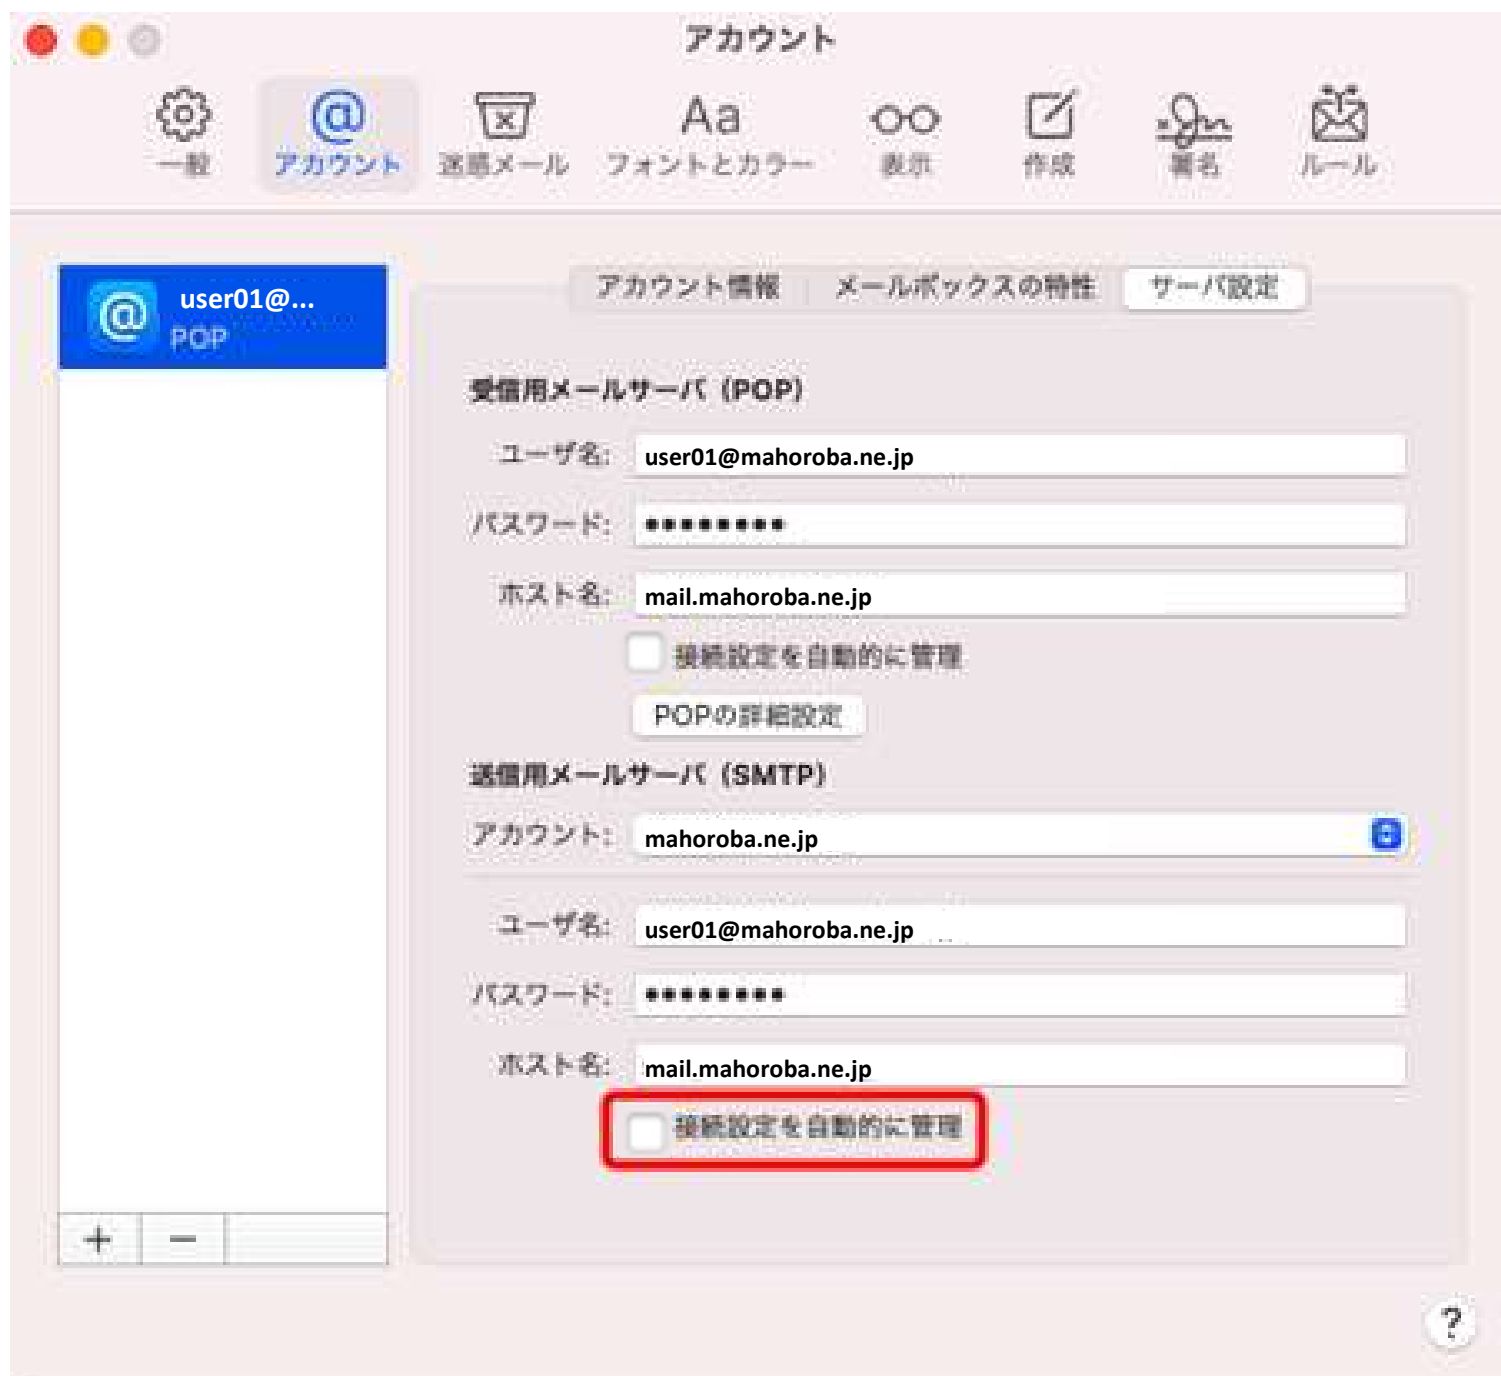 アカウント
一般 アカウント 迷惑メール フォントとカラー 表示 作成 署名 ルール
user01@...
POP
アカウント情報 メールボックスの特性 サーバ設定
受信用メールサーバ (POP)
ユーザ名: user01@mahoroba.ne.jp
パスワード: ••••••••
ホスト名: mail.mahoroba.ne.jp
接続設定を自動的に管理
POPの詳細設定
送信用メールサーバ (SMTP)
アカウント: mahoroba.ne.jp
ユーザ名: user01@mahoroba.ne.jp
パスワード: ••••••••
ホスト名: mail.mahoroba.ne.jp
接続設定を自動的に管理
+ −
?